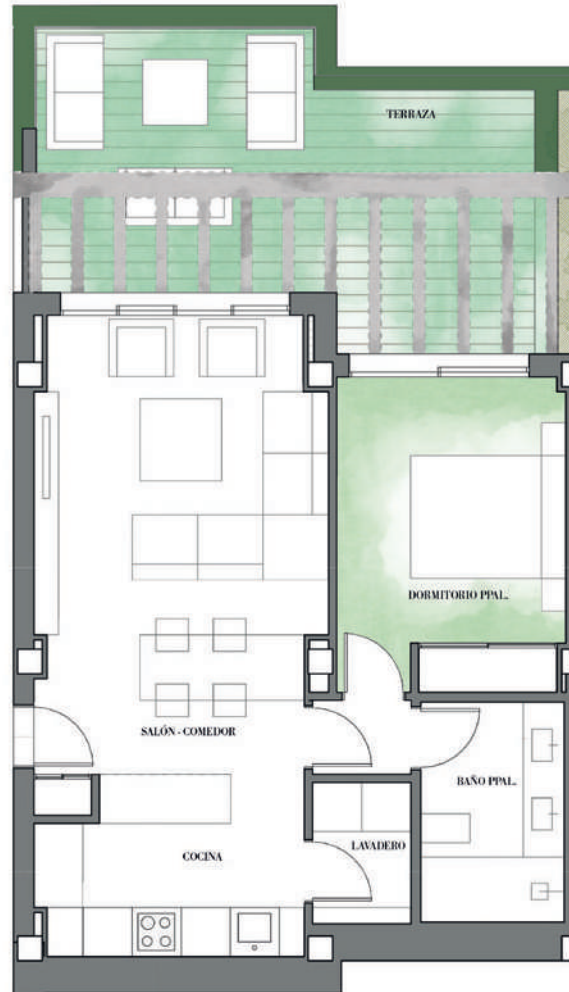 TERRAZA
DORMITORIO PPAL.
SALÓN - COMEDOR
BAÑO PPAL.
LAVADERO
COCINA